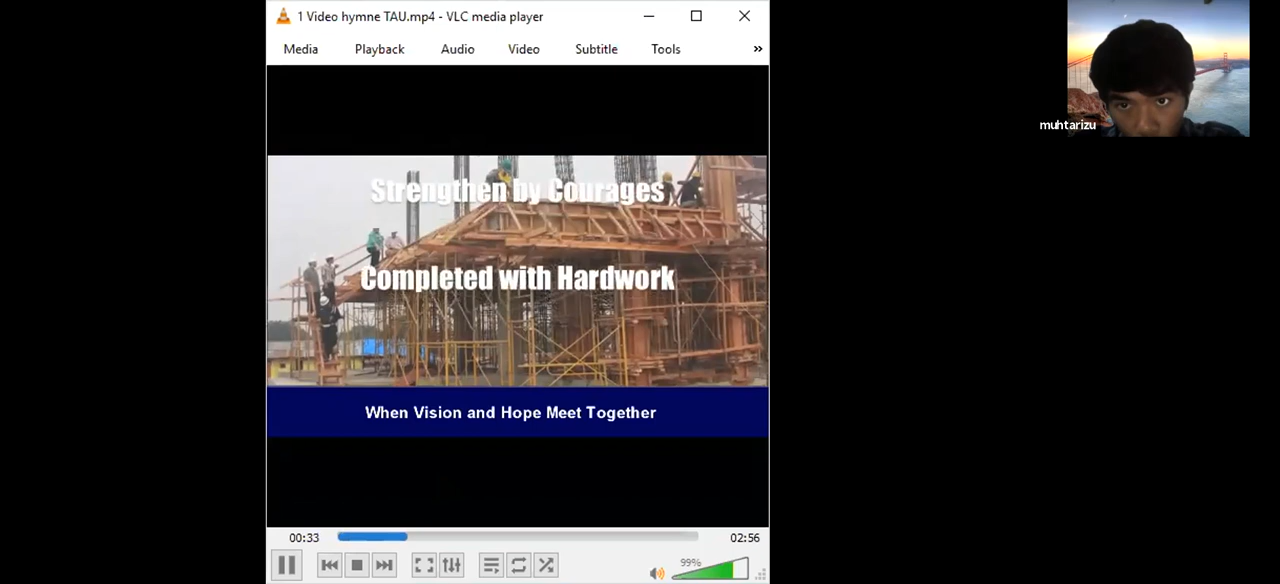 1 Video hymne TAU.mp4 - VLC media player
Media Playback Audio Video Subtitle Tools »
muhtarizu
Strengthen by Courages
Completed with Hardwork
When Vision and Hope Meet Together
00:33 02:56
99%